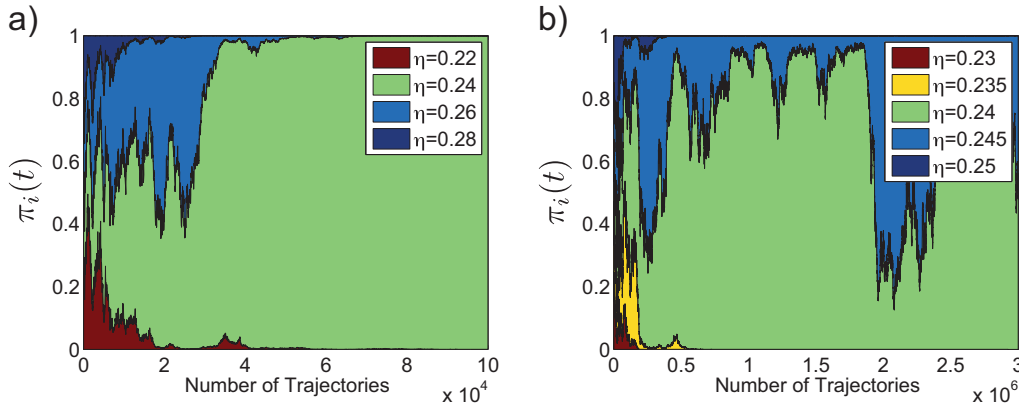 a)
π_i(t)
1
0.8
0.6
0.4
0.2
0
0 2 4 6 8 10
Number of Trajectories
x 10^4
η=0.22
η=0.24
η=0.26
η=0.28
b)
π_i(t)
1
0.8
0.6
0.4
0.2
0
0 0.5 1 1.5 2 2.5 3
Number of Trajectories
x 10^6
η=0.23
η=0.235
η=0.24
η=0.245
η=0.25